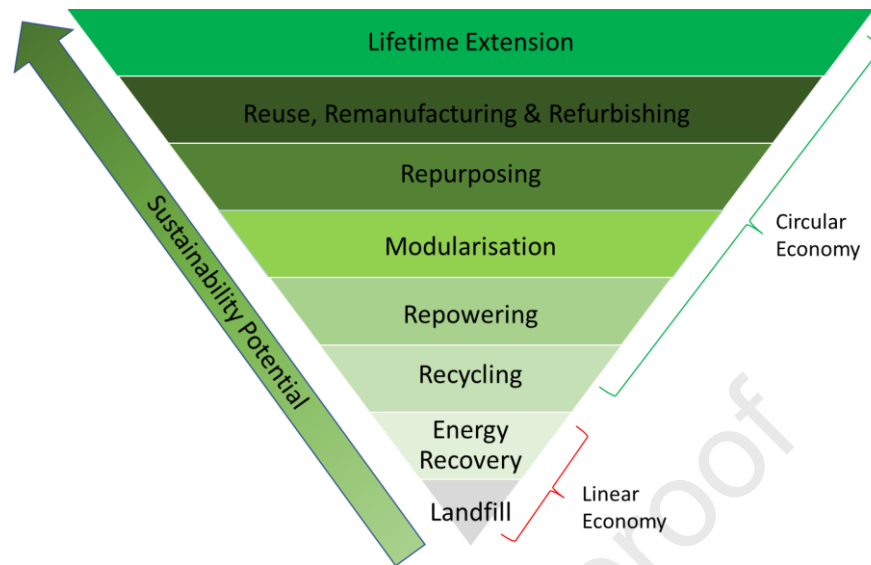 Lifetime Extension
Reuse, Remanufacturing & Refurbishing
Repurposing
Modularisation
Repowering
Recycling
Energy
Recovery
Landfill
Sustainability Potential
Circular
Economy
Linear
Economy
roof